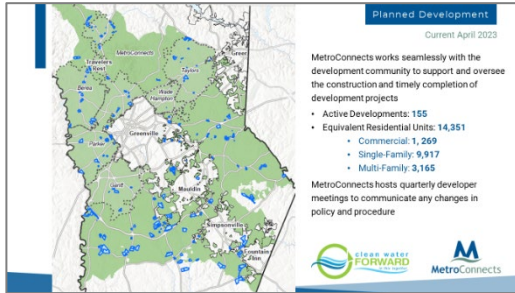 Planned Development
Current April 2023
MetroConnects works seamlessly with the
development community to support and oversee
the construction and timely completion of
development projects
• Active Developments: 155
• Equivalent Residential Units: 14,351
• Commercial: 1, 269
• Single-Family: 9,917
• Multi-Family: 3,165
MetroConnects hosts quarterly developer
meetings to communicate any changes in
policy and procedure
clean water
FORWARD
MetroConnects
MetroConnects
Travelers
Rest
Greer
Taylors
Berea
Wade
Hampton
Greenville
Parker
Gantt
Mauldin
Simpsonville
Fountain
Inn